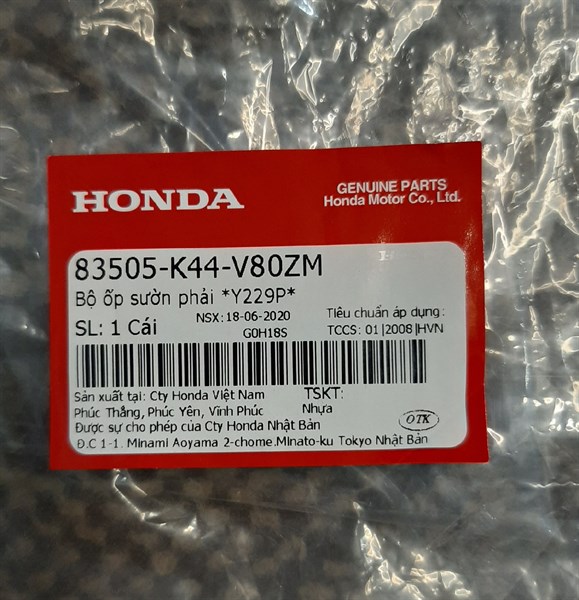 HONDA
GENUINE PARTS
Honda Motor Co., Ltd.
83505-K44-V80ZM
Bộ ốp sườn phải *Y229P*
SL: 1 Cái
NSX: 18-06-2020
G0H18S
Tiêu chuẩn áp dụng:
TCCS: 01|2008|HVN
Sản xuất tại: Cty Honda Việt Nam
Phúc Thắng, Phúc Yên, Vĩnh Phúc
TSKT:
Nhựa
Được sự cho phép của Cty Honda Nhật Bản
Đ.C 1-1. Minami Aoyama 2-chome.Minato-ku Tokyo Nhật Bản
OTK